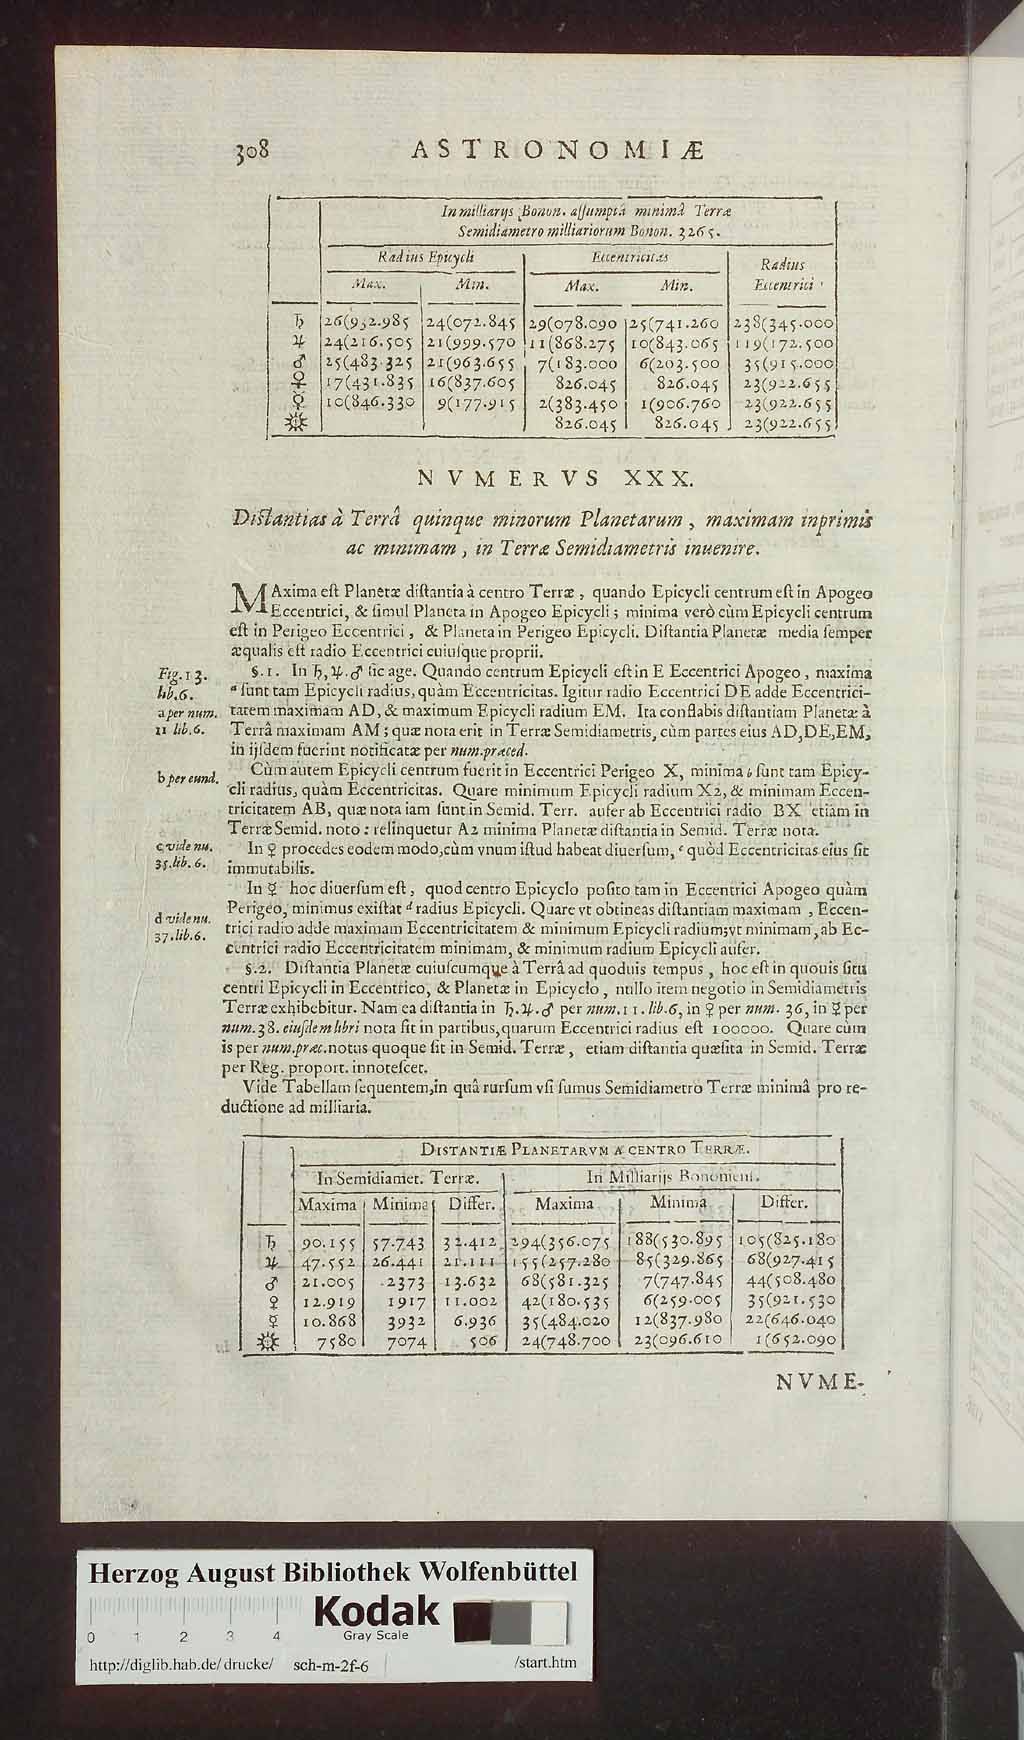 308 ASTRONOMIÆ
In milliarijs Bonon. assumptâ minimâ Terræ
Semidiametro milliariorum Bonon. 3265.
Radius Epicycli Eccentricitas Radius
Max. Min. Max. Min. Eccentrici
♄ 26(932.985 24(072.845 29(078.090 25(741.260 238(345.000
♃ 24(216.505 21(999.570 11(868.275 10(843.065 119(172.500
♂ 25(483.325 21(963.655 7(183.000 6(203.500 35(915.000
♀ 17(431.835 16(837.605 826.045 826.045 23(922.655
☿ 10(846.330 9(177.915 2(383.450 1(906.760 23(922.655
☼ 826.045 826.045 23(922.655
NVMERVS XXX.
Distantias à Terrâ quinque minorum Planetarum, maximam inprimis
ac minimam, in Terræ Semidiametris inuenire.
MAxima est Planetæ distantia à centro Terræ, quando Epicycli centrum est in Apogeo
Eccentrici, & simul Planeta in Apogeo Epicycli; minima verò cùm Epicycli centrum
est in Perigeo Eccentrici, & Planeta in Perigeo Epicycli. Distantia Planetæ media semper
æqualis est radio Eccentrici cuiusque proprii.
Fig. 13. §.1. In ♄,♃.♂ sic age. Quando centrum Epicycli est in E Eccentrici Apogeo, maxima
lib.6. a sunt tam Epicycli radius, quàm Eccentricitas. Igitur radio Eccentrici DE adde Eccentrici-
a per num. tatem maximam AD, & maximum Epicycli radium EM. Ita conflabis distantiam Planetæ à
11 lib.6. Terrâ maximam AM; quæ nota erit in Terræ Semidiametris, cùm partes eius AD,DE,EM,
in ijsdem fuerint notificatæ per num.præced.
b per eund. Cùm autem Epicycli centrum fuerit in Eccentrici Perigeo X, minima b sunt tam Epicy-
cli radius, quàm Eccentricitas. Quare minimum Epicycli radium X2, & minimam Eccen-
tricitatem AB, quæ nota iam sunt in Semid. Terr. aufer ab Eccentrici radio BX etiam in
Terræ Semid. noto: relinquetur A2 minima Planetæ distantia in Semid. Terræ nota.
c vide nu. In ♀ procedes eodem modo, cùm vnum istud habeat diuersum, c quòd Eccentricitas eius sit
35.lib.6. immutabilis.
In ☿ hoc diuersum est, quod centro Epicyclo posito tam in Eccentrici Apogeo quàm
d vide nu. Perigeo, minimus existat d radius Epicycli. Quare vt obtineas distantiam maximam, Eccen-
37.lib.6. trici radio adde maximam Eccentricitatem & minimum Epicycli radium; vt minimam, ab Ec-
centrici radio Eccentricitatem minimam, & minimum radium Epicycli aufer.
§.2. Distantia Planetæ cuiuscumque à Terrâ ad quoduis tempus, hoc est in quouis situ
centri Epicycli in Eccentrico, & Planetæ in Epicyclo, nullo item negotio in Semidiametris
Terræ exhibebitur. Nam ea distantia in ♄.♃.♂ per num.11.lib.6, in ♀ per num. 36, in ☿ per
num.38. eiusdem libri nota sit in partibus, quarum Eccentrici radius est 100000. Quare cùm
is per num.præc. notus quoque sit in Semid. Terræ, etiam distantia quæsita in Semid. Terræ
per Reg. proport. innotescet.
Vide Tabellam sequentem, in quâ rursum vsi sumus Semidiametro Terræ minimâ pro re-
ductione ad milliaria.
DISTANTIÆ PLANETARVM A CENTRO TERRÆ.
In Semidiamet. Terræ. In Milliarijs Bononieni.
Maxima Minima Differ. Maxima Minima Differ.
♄ 90.155 57.743 32.412 294(356.075 188(530.895 105(825.180
♃ 47.552 26.441 21.111 155(257.280 85(329.865 68(927.415
♂ 21.005 2373 13.632 68(581.325 7(747.845 44(508.480
♀ 12.919 1917 11.002 42(180.535 6(259.005 35(921.530
☿ 10.868 3932 6.936 35(484.020 12(837.980 22(646.040
☼ 7580 7074 506 24(748.700 23(096.610 1(652.090
NVME-
Herzog August Bibliothek Wolfenbüttel
Kodak
0 1 2 3 4 Gray Scale
http://diglib.hab.de/drucke/ sch-m-2f-6 /start.htm